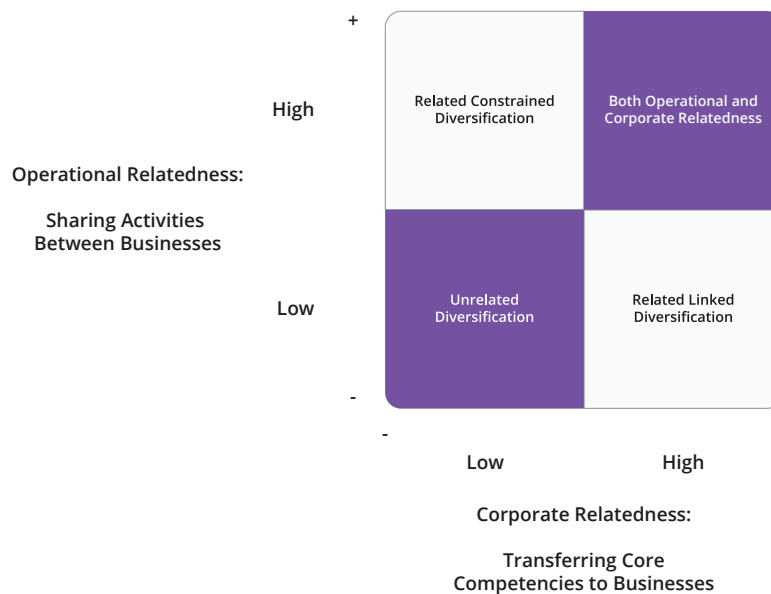 +
High
Related Constrained
Diversification
Both Operational and
Corporate Relatedness
Operational Relatedness:
Sharing Activities
Between Businesses
Low
Unrelated
Diversification
Related Linked
Diversification
-
-
Low
High
Corporate Relatedness:
Transferring Core
Competencies to Businesses